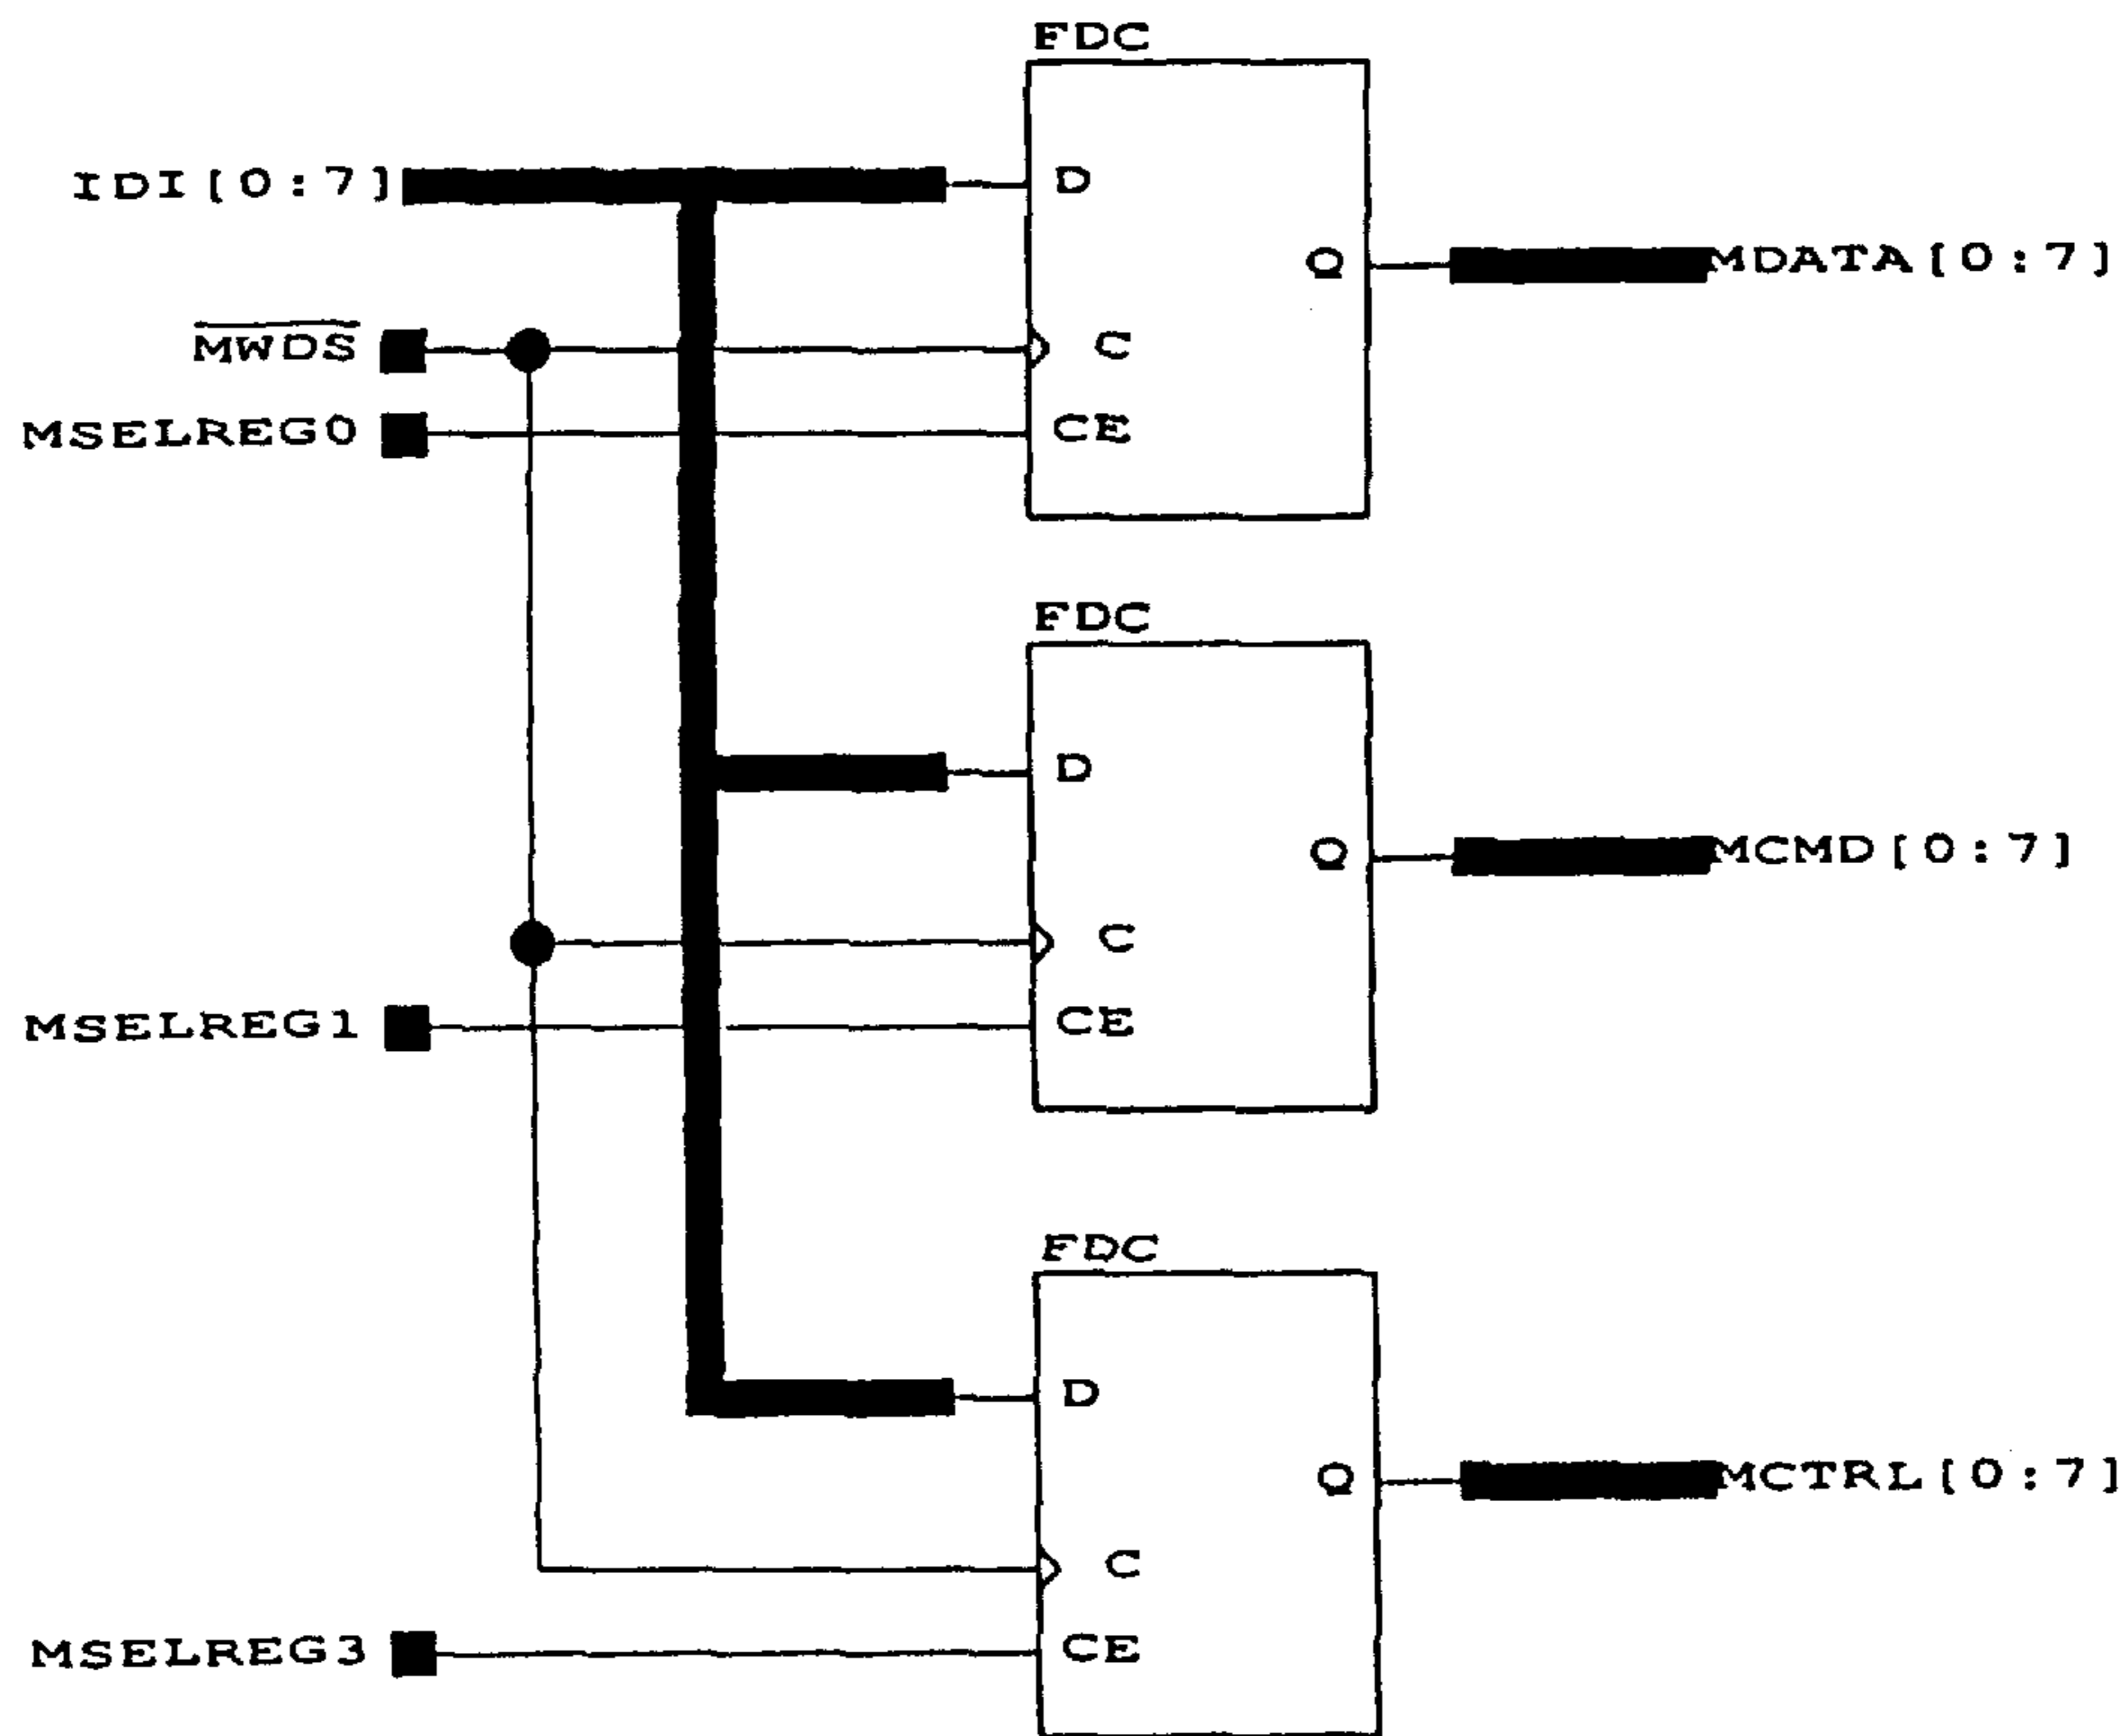 FDC
IDI[0:7]
D
Q
MDATA[0:7]
M̅W̅D̅S̅
C
MSELREG0
CE
FDC
D
Q
MCMD[0:7]
C
MSELREG1
CE
FDC
D
Q
MCTRL[0:7]
C
MSELREG3
CE